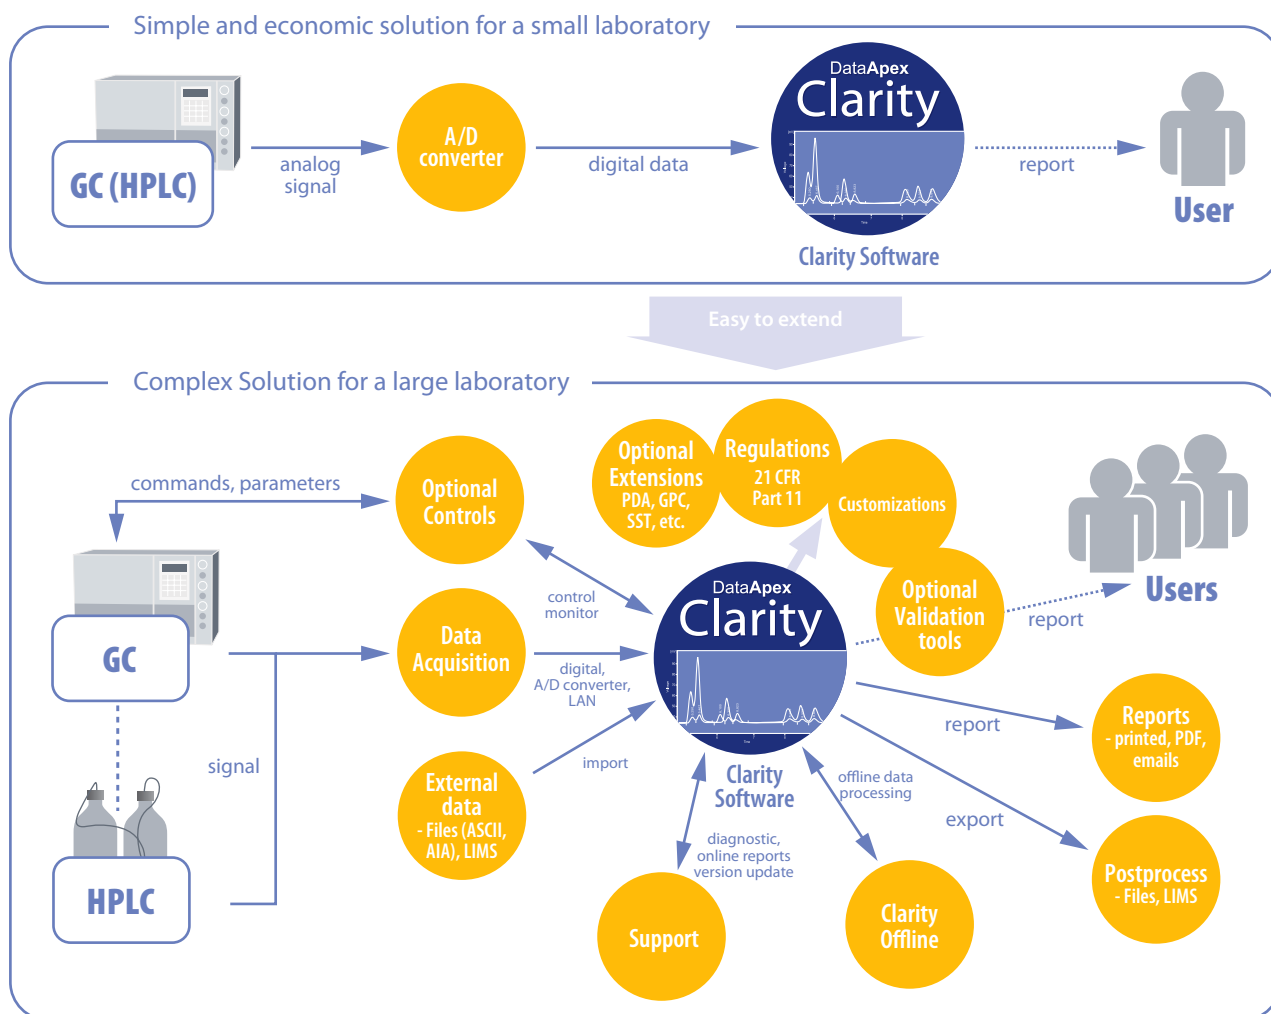 Simple and economic solution for a small laboratory
GC (HPLC)
analog
signal
A/D
converter
digital data
DataApex
Clarity
Clarity Software
report
User
Easy to extend
Complex Solution for a large laboratory
commands, parameters
Optional
Controls
Optional
Extensions
PDA, GPC,
SST, etc.
Regulations
21 CFR
Part 11
Customizations
Optional
Validation
tools
Users
report
control
monitor
GC
Data
Acquisition
digital,
A/D converter,
LAN
DataApex
Clarity
Clarity
Software
signal
External
data
- Files (ASCII,
AIA), LIMS
import
HPLC
diagnostic,
online reports
version update
Support
offline data
processing
Clarity
Offline
report
Reports
- printed, PDF,
emails
export
Postprocess
- Files, LIMS